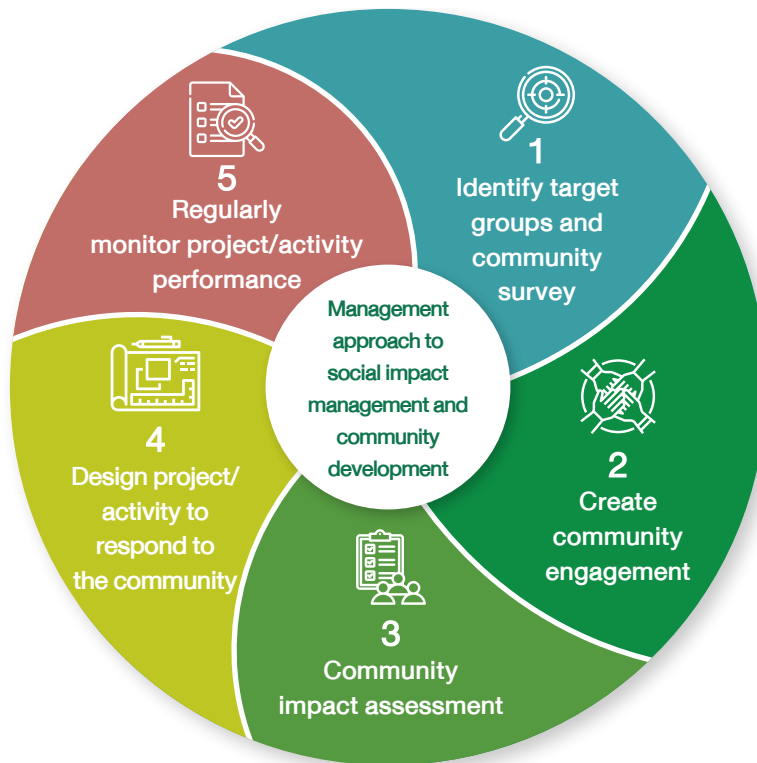 Management
approach to
social impact
management and
community
development
1
Identify target
groups and
community
survey
2
Create
community
engagement
3
Community
impact assessment
4
Design project/
activity to
respond to
the community
5
Regularly
monitor project/activity
performance